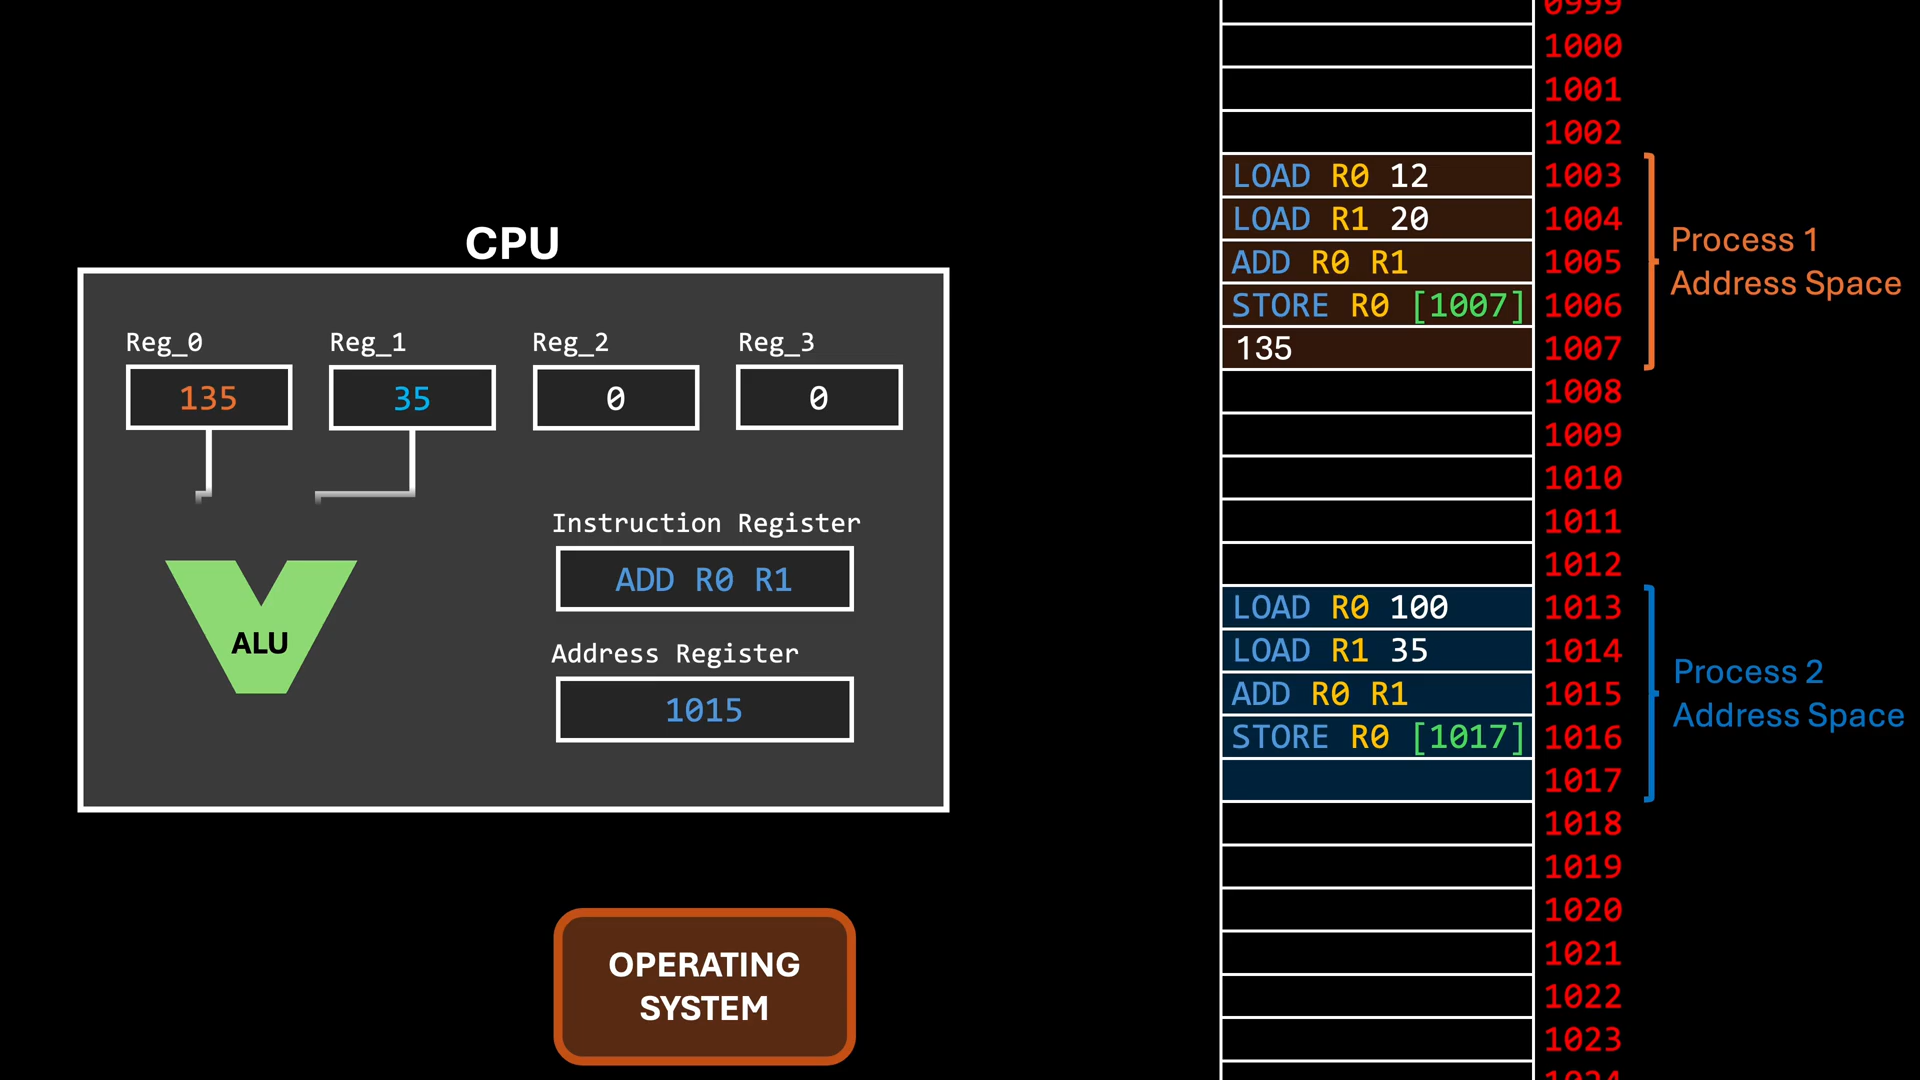 CPU
Reg_0
Reg_1
Reg_2
Reg_3
135
35
0
0
Instruction Register
ADD R0 R1
Address Register
1015
ALU
OPERATING
SYSTEM
0999
1000
1001
1002
LOAD R0 12 1003
LOAD R1 20 1004
ADD R0 R1 1005
STORE R0 [1007] 1006
135 1007
Process 1
Address Space
1008
1009
1010
1011
1012
LOAD R0 100 1013
LOAD R1 35 1014
ADD R0 R1 1015
STORE R0 [1017] 1016
1017
Process 2
Address Space
1018
1019
1020
1021
1022
1023